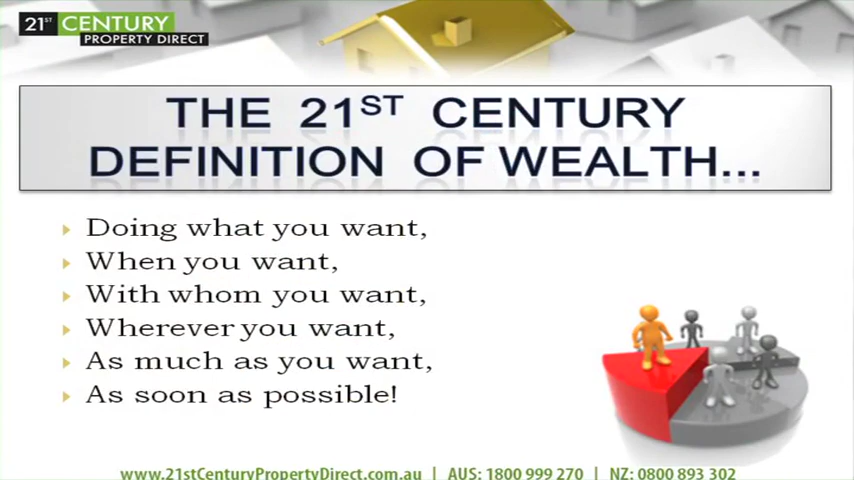 21ST CENTURY
PROPERTY DIRECT
THE 21ST CENTURY
DEFINITION OF WEALTH...
Doing what you want,
When you want,
With whom you want,
Wherever you want,
As much as you want,
As soon as possible!
www.21stCenturyPropertyDirect.com.au | AUS: 1800 999 270 | NZ: 0800 893 302